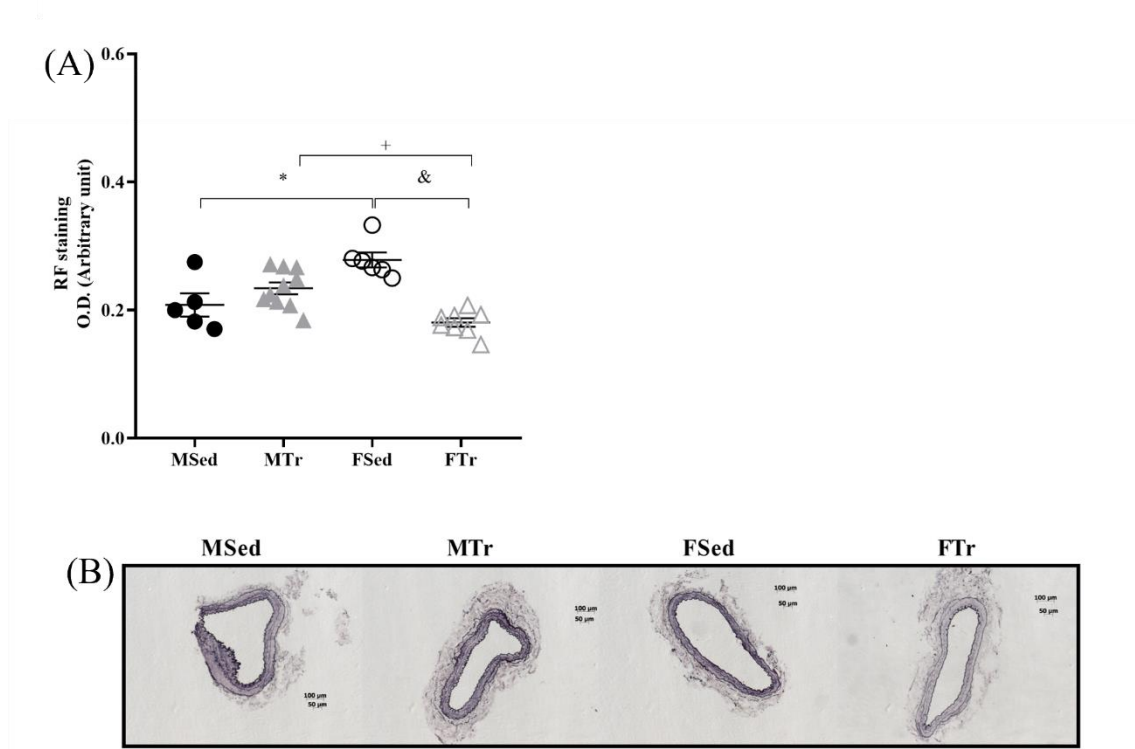 (A)
0.6
0.4
0.2
0.0
RF staining
O.D. (Arbitrary unit)
+
* &
MSed MTr FSed FTr
(B)
MSed MTr FSed FTr
100 µm
50 µm
100 µm
50 µm
100 µm
50 µm
100 µm
50 µm